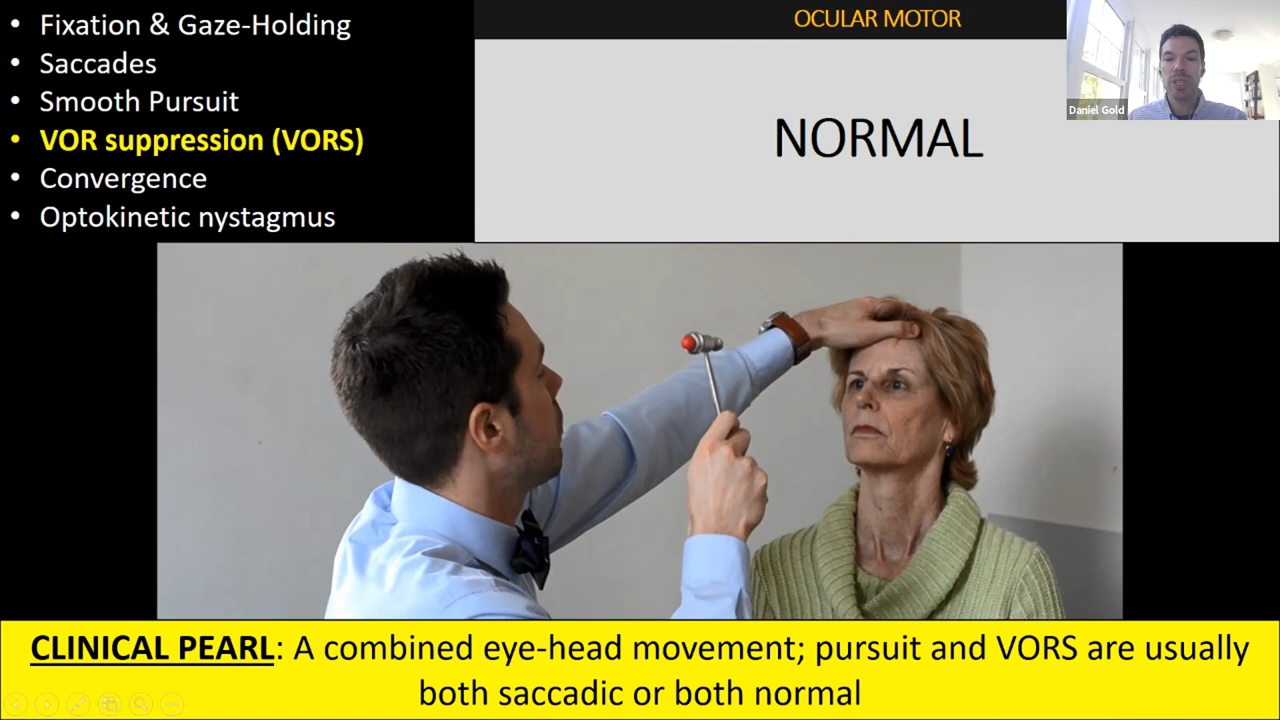 • Fixation & Gaze-Holding
• Saccades
• Smooth Pursuit
• VOR suppression (VORS)
• Convergence
• Optokinetic nystagmus
OCULAR MOTOR
NORMAL
Daniel Gold
CLINICAL PEARL: A combined eye-head movement; pursuit and VORS are usually
both saccadic or both normal